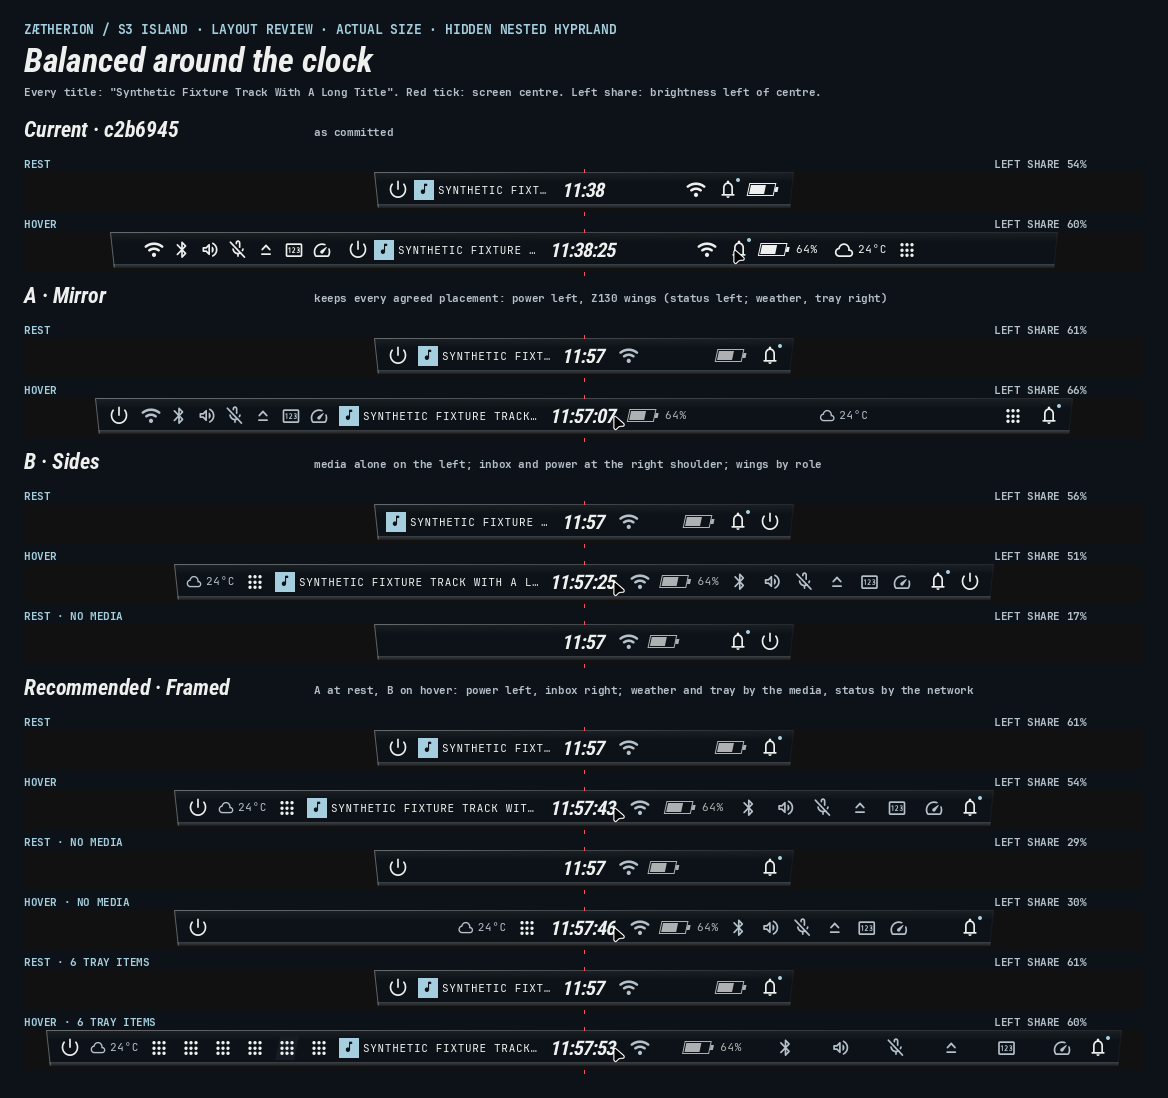 ZÆTHERION / S3 ISLAND · LAYOUT REVIEW · ACTUAL SIZE · HIDDEN NESTED HYPRLAND
Balanced around the clock
Every title: "Synthetic Fixture Track With A Long Title". Red tick: screen centre. Left share: brightness left of centre.
Current · c2b6945 as committed
REST LEFT SHARE 54%
SYNTHETIC FIXT… 11:38
HOVER LEFT SHARE 60%
123 SYNTHETIC FIXTURE … 11:38:25 64% 24°C
A · Mirror keeps every agreed placement: power left, Z130 wings (status left; weather, tray right)
REST LEFT SHARE 61%
SYNTHETIC FIXT… 11:57
HOVER LEFT SHARE 66%
123 SYNTHETIC FIXTURE TRACK… 11:57:07 64% 24°C
B · Sides media alone on the left; inbox and power at the right shoulder; wings by role
REST LEFT SHARE 56%
SYNTHETIC FIXTURE … 11:57
HOVER LEFT SHARE 51%
24°C SYNTHETIC FIXTURE TRACK WITH A L… 11:57:25 64% 123
REST · NO MEDIA LEFT SHARE 17%
11:57
Recommended · Framed A at rest, B on hover: power left, inbox right; weather and tray by the media, status by the network
REST LEFT SHARE 61%
SYNTHETIC FIXT… 11:57
HOVER LEFT SHARE 54%
24°C SYNTHETIC FIXTURE TRACK WIT… 11:57:43 64% 123
REST · NO MEDIA LEFT SHARE 29%
11:57
HOVER · NO MEDIA LEFT SHARE 30%
24°C 11:57:46 64% 123
REST · 6 TRAY ITEMS LEFT SHARE 61%
SYNTHETIC FIXT… 11:57
HOVER · 6 TRAY ITEMS LEFT SHARE 60%
24°C SYNTHETIC FIXTURE TRACK… 11:57:53 64% 123